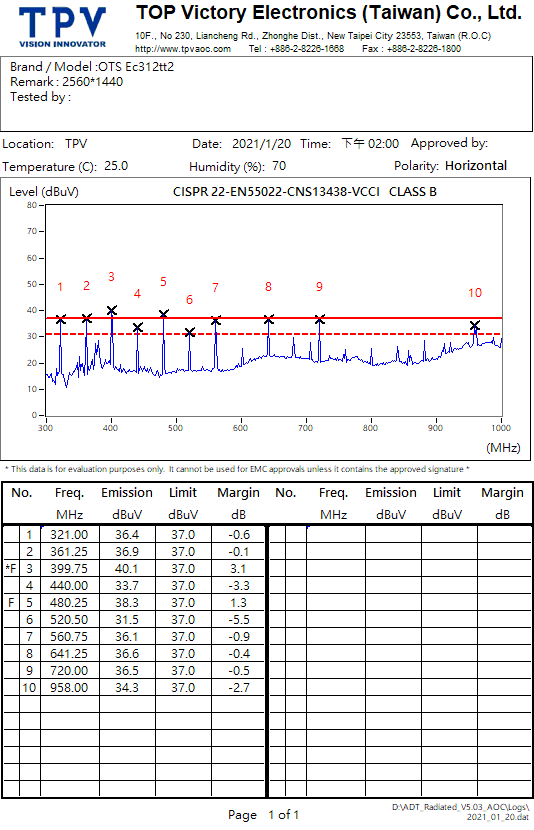 TPV
VISION INNOVATOR
TOP Victory Electronics (Taiwan) Co., Ltd.
10F., No 230, Liancheng Rd., Zhonghe Dist., New Taipei City 23553, Taiwan (R.O.C)
http://www.tpvaoc.com Tel : +886-2-8226-1668 Fax : +886-2-8226-1800
Brand / Model :OTS Ec312tt2
Remark : 2560*1440
Tested by :
Location: TPV Date: 2021/1/20 Time: 下午 02:00 Approved by:
Temperature (C): 25.0 Humidity (%): 70 Polarity: Horizontal
Level (dBuV) CISPR 22-EN55022-CNS13438-VCCI CLASS B
80
70
60
50
40
30
20
10
0
1 2 3 4 5 6 7 8 9 10
300 400 500 600 700 800 900 1000
(MHz)
* This data is for evaluation purposes only. It cannot be used for EMC approvals unless it contains the approved signature *
No. Freq. Emission Limit Margin No. Freq. Emission Limit Margin
MHz dBuV dBuV dB MHz dBuV dBuV dB
1 321.00 36.4 37.0 -0.6
2 361.25 36.9 37.0 -0.1
*F 3 399.75 40.1 37.0 3.1
4 440.00 33.7 37.0 -3.3
F 5 480.25 38.3 37.0 1.3
6 520.50 31.5 37.0 -5.5
7 560.75 36.1 37.0 -0.9
8 641.25 36.6 37.0 -0.4
9 720.00 36.5 37.0 -0.5
10 958.00 34.3 37.0 -2.7
Page 1 of 1
D:\ADT_Radiated_V5.03_AOC\Logs\
2021_01_20.dat